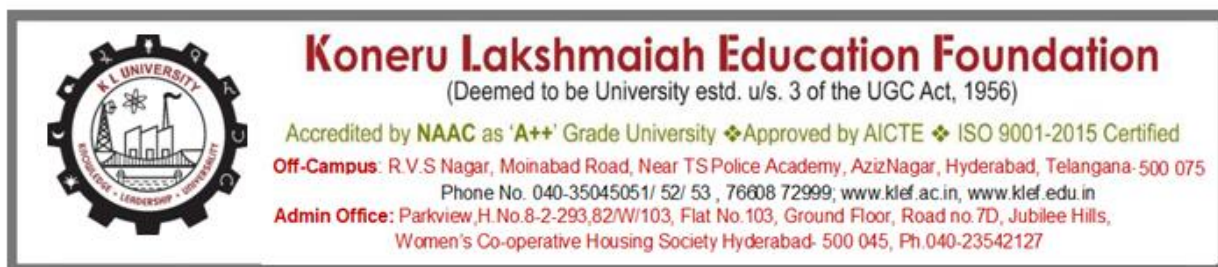 K L UNIVERSITY
KNOWLEDGE • LEADERSHIP • UNIVERSALITY
Koneru Lakshmaiah Education Foundation
(Deemed to be University estd. u/s. 3 of the UGC Act, 1956)
Accredited by NAAC as 'A++' Grade University ❖Approved by AICTE ❖ ISO 9001-2015 Certified
Off-Campus: R.V.S Nagar, Moinabad Road, Near TS Police Academy, AzizNagar, Hyderabad, Telangana- 500 075
Phone No. 040-35045051/ 52/ 53 , 76608 72999; www.klef.ac.in, www.klef.edu.in
Admin Office: Parkview,H.No.8-2-293,82/W/103, Flat No.103, Ground Floor, Road no.7D, Jubilee Hills,
Women's Co-operative Housing Society Hyderabad- 500 045, Ph.040-23542127